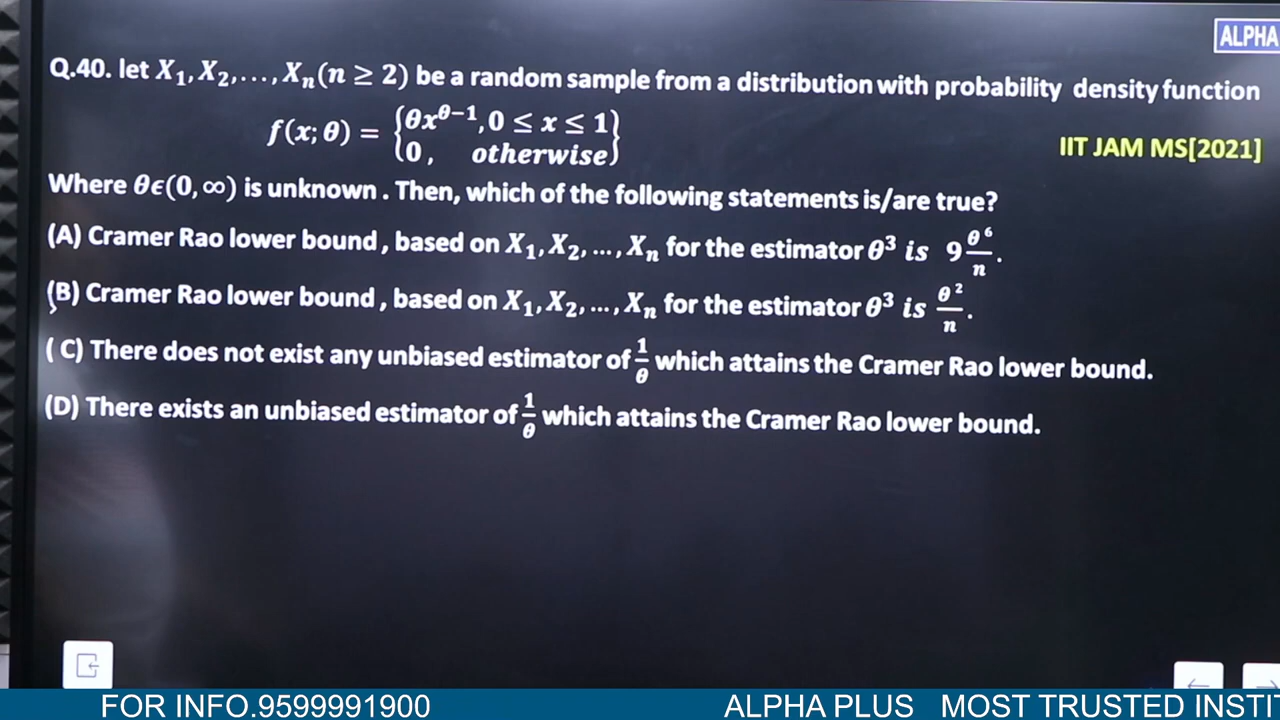 ALPHA
Q.40. let X₁, X₂, ..., Xₙ (n ≥ 2) be a random sample from a distribution with probability density function
f(x; θ) = {θx^{θ−1}, 0 ≤ x ≤ 1}
{0, otherwise}
IIT JAM MS[2021]
Where θϵ(0, ∞) is unknown . Then, which of the following statements is/are true?
(A) Cramer Rao lower bound , based on X₁, X₂, ..., Xₙ for the estimator θ³ is 9 θ⁶/n .
(B) Cramer Rao lower bound , based on X₁, X₂, ..., Xₙ for the estimator θ³ is θ²/n .
( C) There does not exist any unbiased estimator of 1/θ which attains the Cramer Rao lower bound.
(D) There exists an unbiased estimator of 1/θ which attains the Cramer Rao lower bound.
FOR INFO.9599991900 ALPHA PLUS MOST TRUSTED INSTI